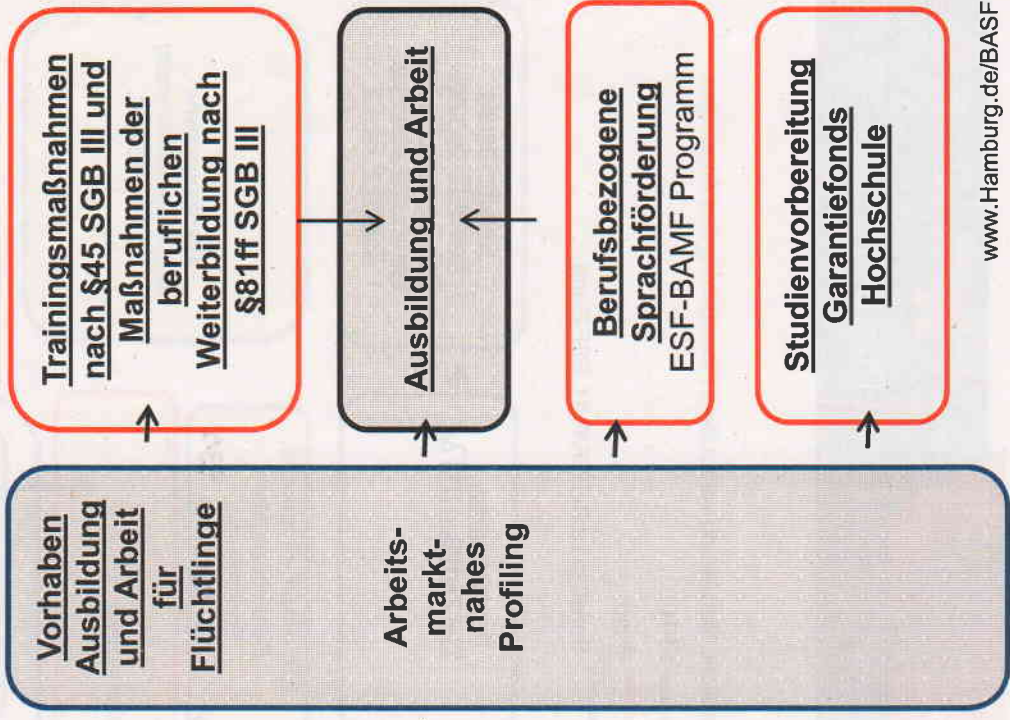 Vorhaben
Ausbildung
und Arbeit
für
Flüchtlinge
Arbeits-
markt-
nahes
Profiling
Trainingsmaßnahmen
nach §45 SGB III und
Maßnahmen der
beruflichen
Weiterbildung nach
§81ff SGB III
Ausbildung und Arbeit
Berufsbezogene
Sprachförderung
ESF-BAMF Programm
Studienvorbereitung
Garantiefonds
Hochschule
www.Hamburg.de/BASF